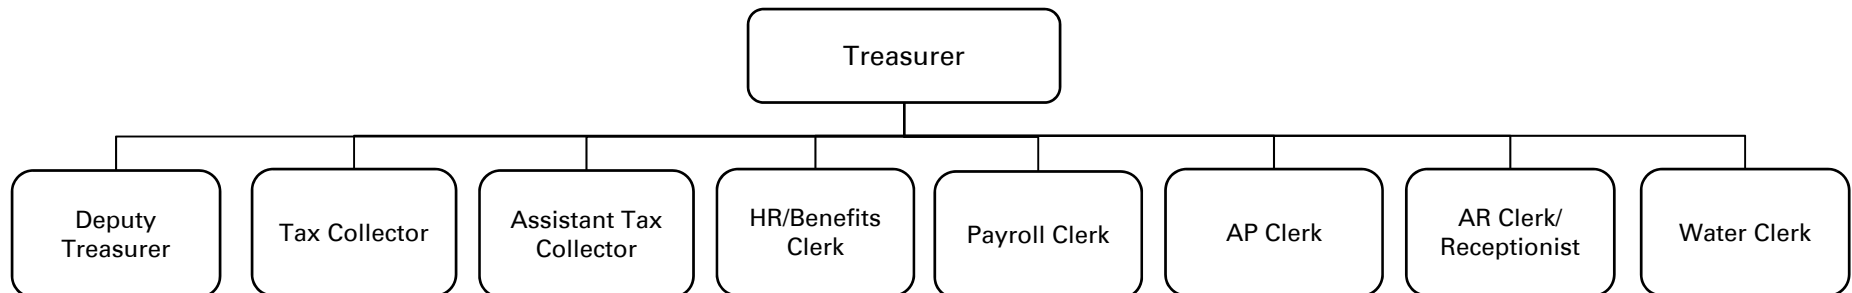 Treasurer
Deputy
Treasurer
Tax Collector
Assistant Tax
Collector
HR/Benefits
Clerk
Payroll Clerk
AP Clerk
AR Clerk/
Receptionist
Water Clerk